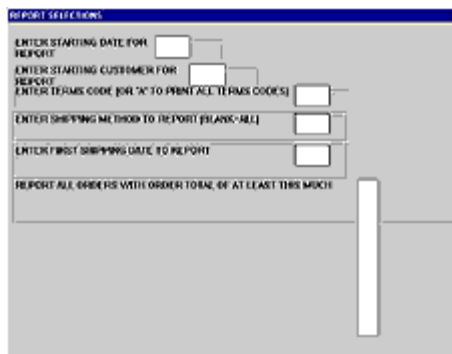 REPORT SELECTIONS
ENTER STARTING DATE FOR
REPORT
ENTER STARTING CUSTOMER FOR
REPORT
ENTER TERMS CODE (OR "A" TO PRINT ALL TERMS CODES)
ENTER SHIPPING METHOD TO REPORT (BLANK=ALL)
ENTER FIRST SHIPPING DATE TO REPORT
REPORT ALL ORDERS WITH ORDER TOTAL OF AT LEAST THIS MUCH